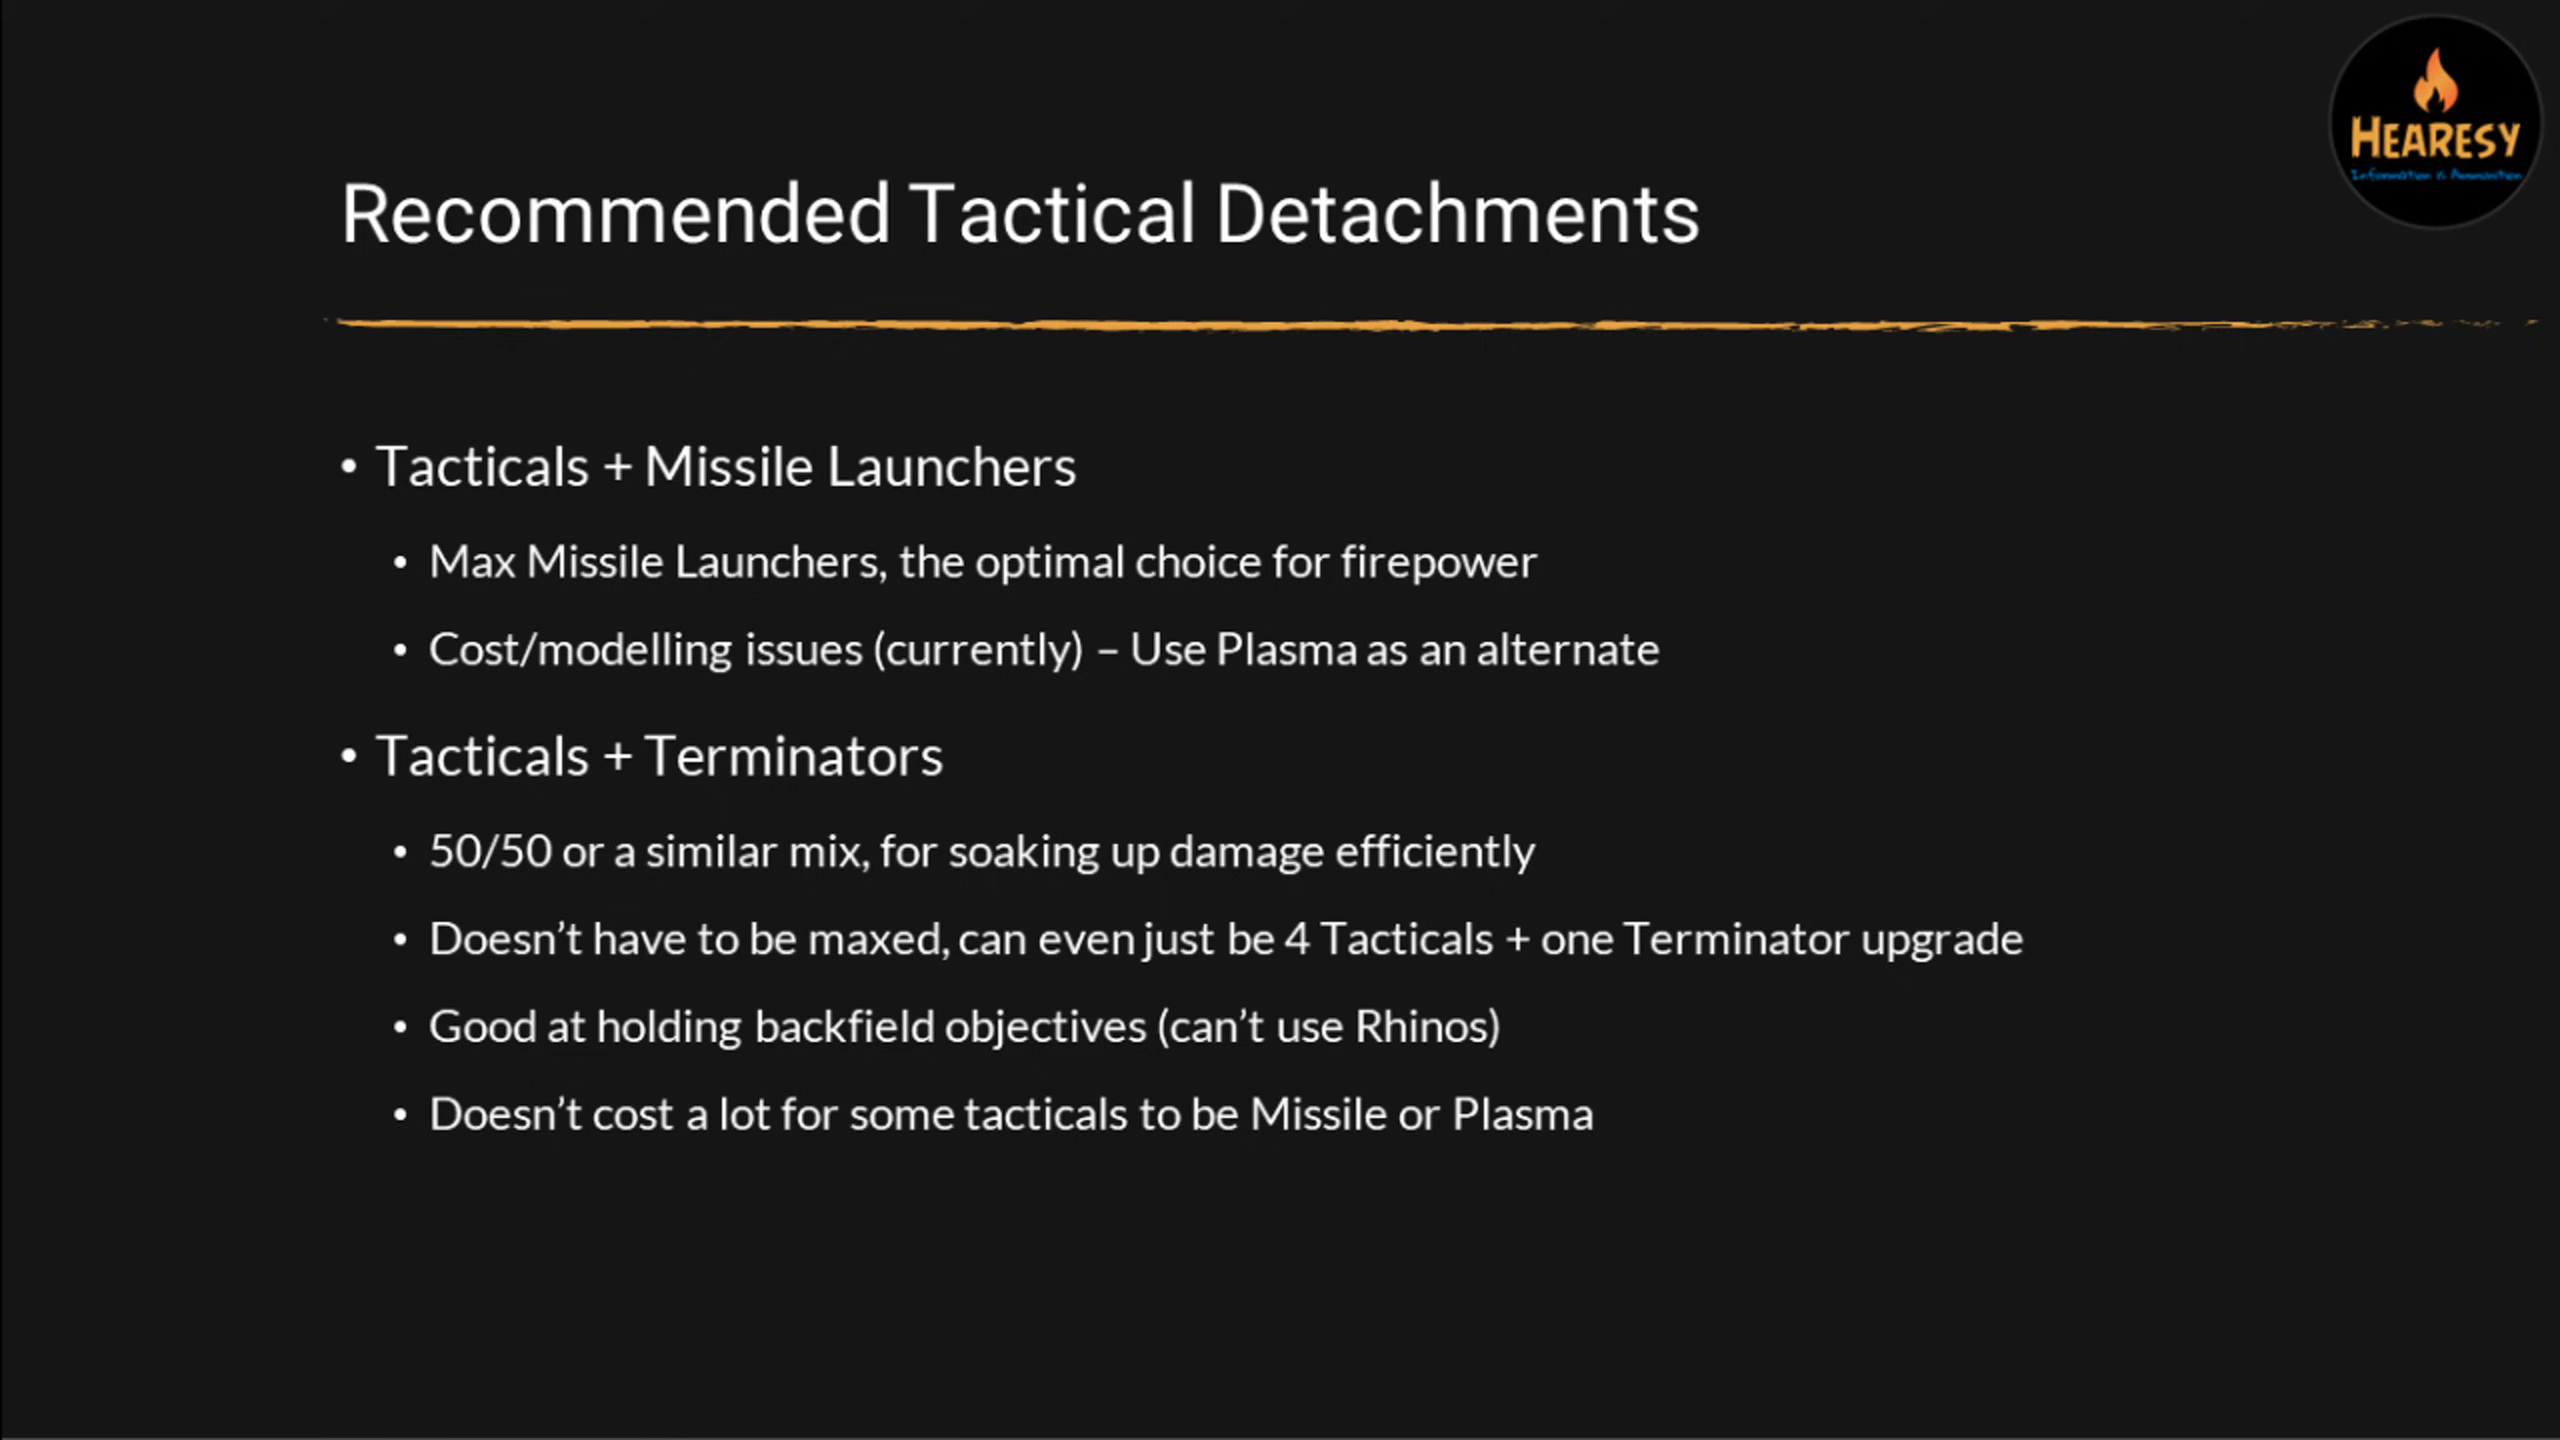 HEARESY
Information & Ammunition
Recommended Tactical Detachments
• Tacticals + Missile Launchers
• Max Missile Launchers, the optimal choice for firepower
• Cost/modelling issues (currently) – Use Plasma as an alternate
• Tacticals + Terminators
• 50/50 or a similar mix, for soaking up damage efficiently
• Doesn’t have to be maxed, can even just be 4 Tacticals + one Terminator upgrade
• Good at holding backfield objectives (can’t use Rhinos)
• Doesn’t cost a lot for some tacticals to be Missile or Plasma